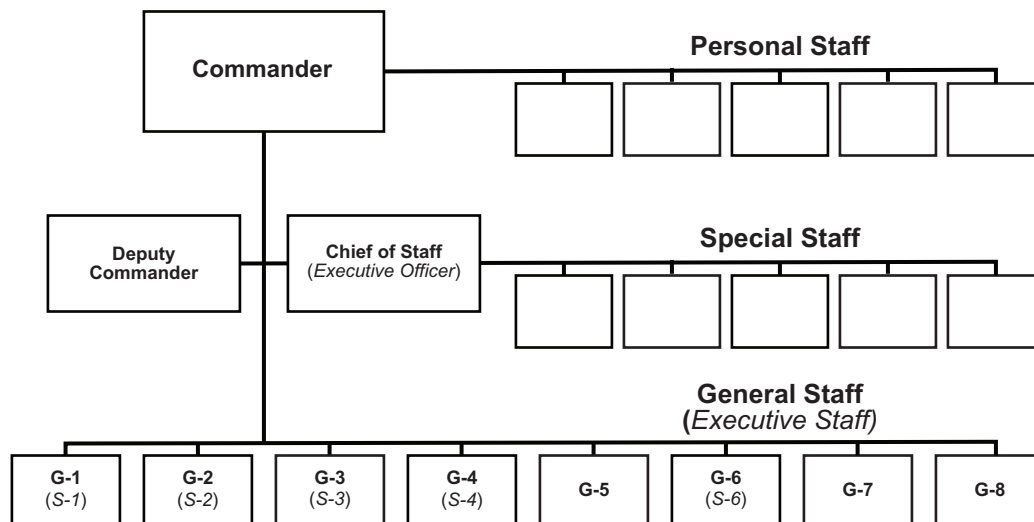 Commander
Personal Staff
Deputy
Commander
Chief of Staff
(Executive Officer)
Special Staff
General Staff
(Executive Staff)
G-1
(S-1)
G-2
(S-2)
G-3
(S-3)
G-4
(S-4)
G-5
G-6
(S-6)
G-7
G-8